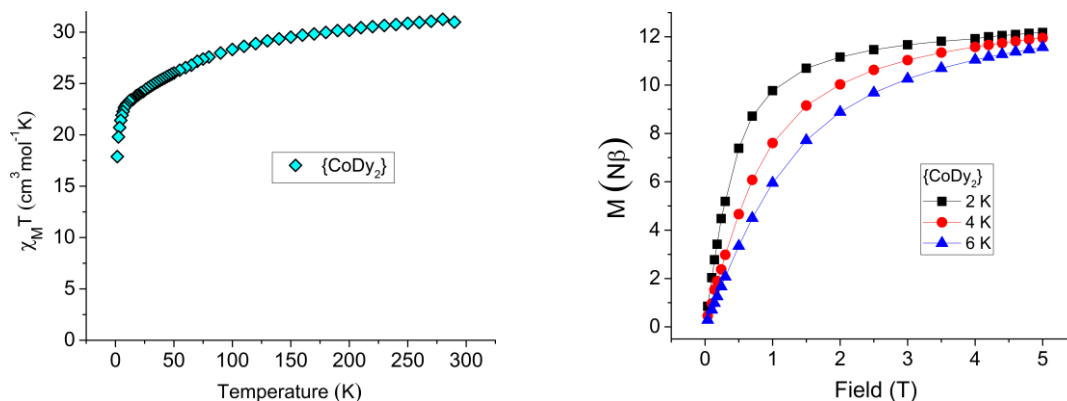 30
25
20
15
10
5
0
χ_M T (cm³mol⁻¹K)
{CoDy₂}
0 50 100 150 200 250 300
Temperature (K)
12
10
8
6
4
2
0
M (Nβ)
{CoDy₂}
2 K
4 K
6 K
0 1 2 3 4 5
Field (T)